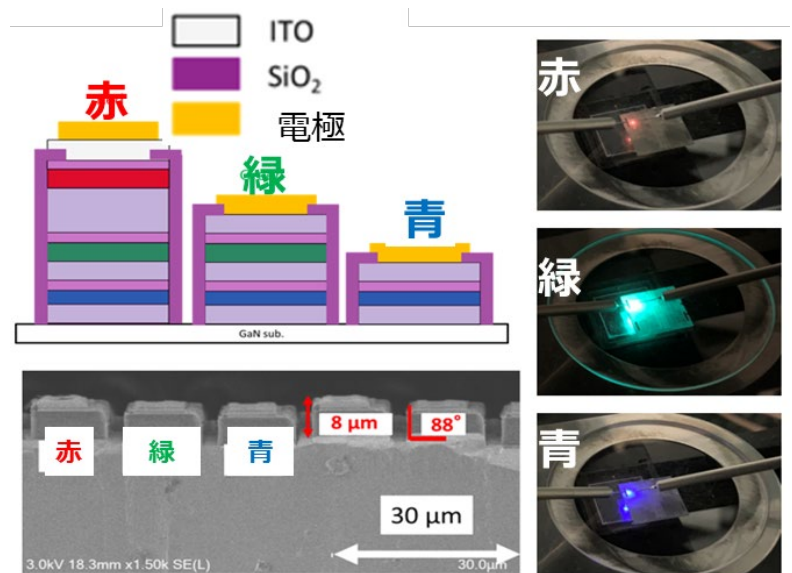 ITO
SiO₂
電極
赤
緑
青
GaN sub.
赤
緑
青
8 μm
88°
30 μm
3.0kV 18.3mm x1.50k SE(L)
30.0μm
赤
緑
青